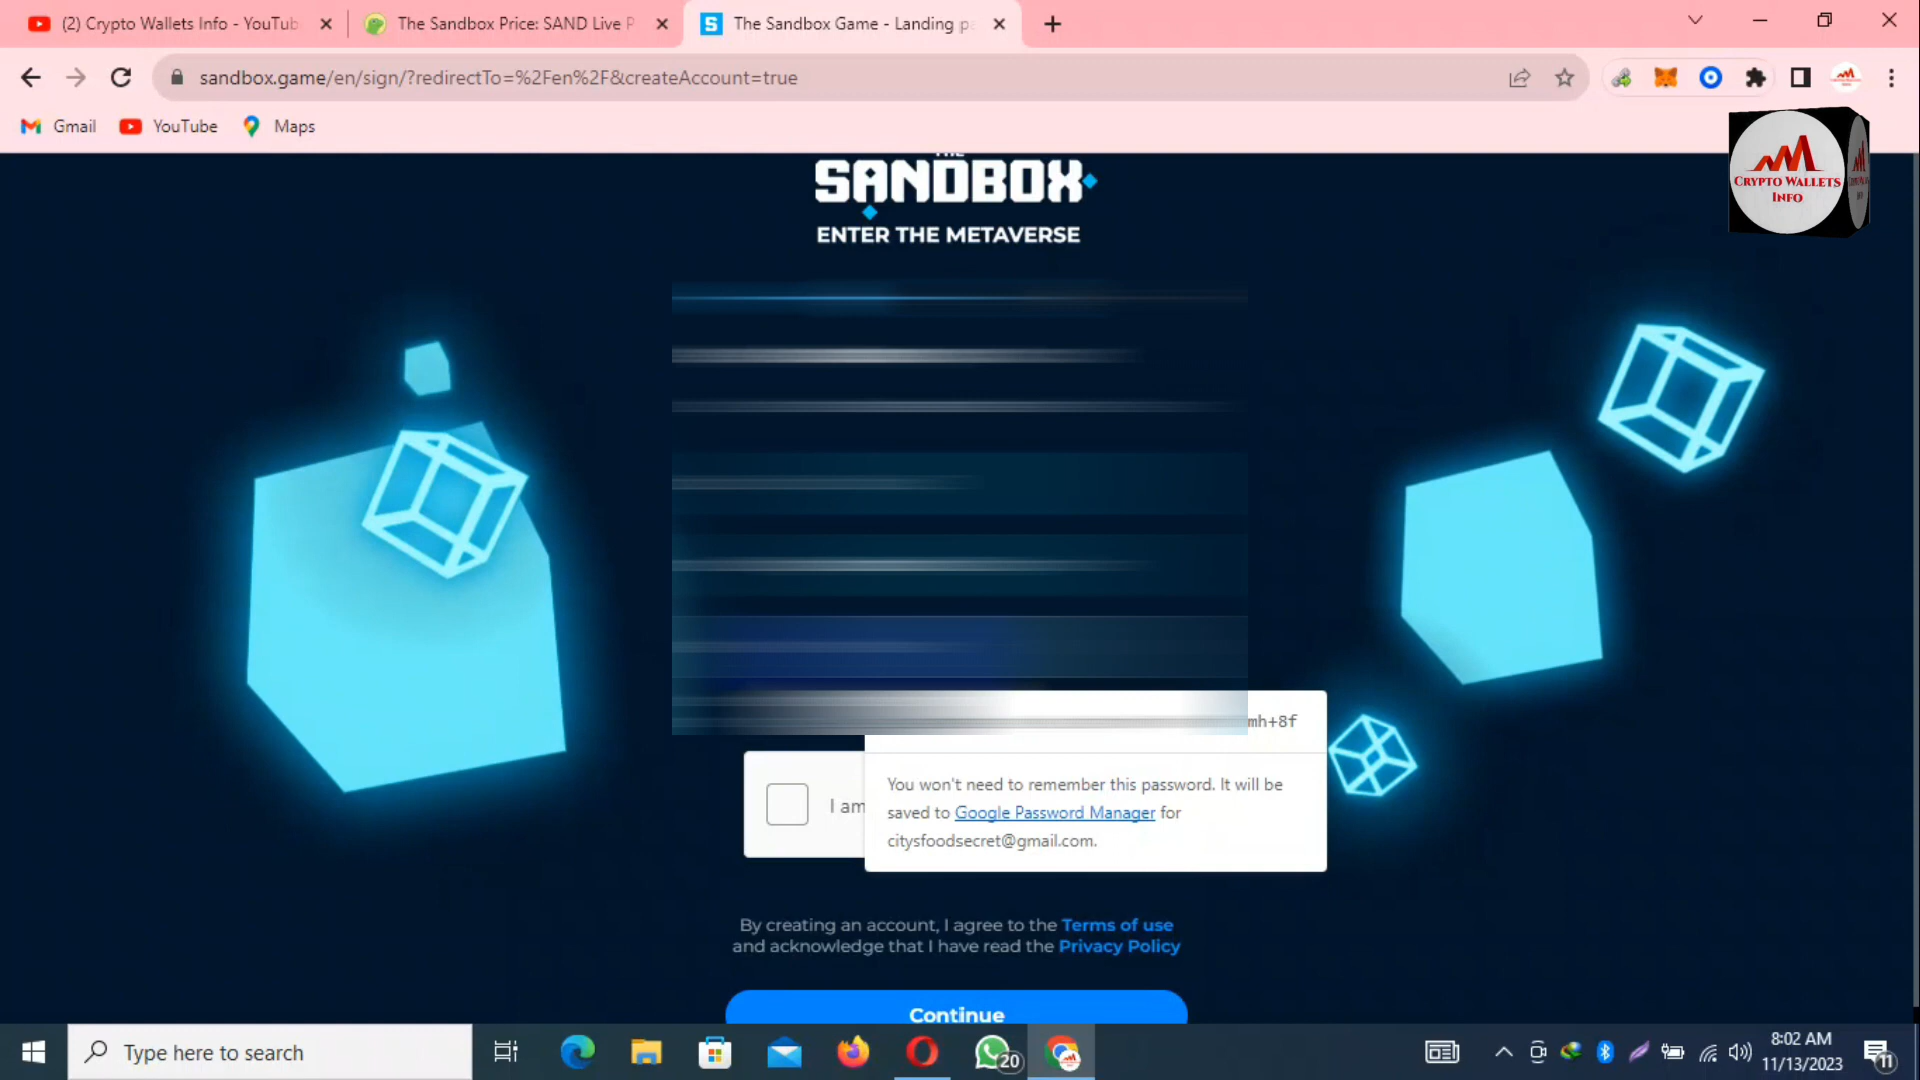 (2) Crypto Wallets Info - YouTub
The Sandbox Price: SAND Live P
The Sandbox Game - Landing pa
sandbox.game/en/sign/?redirectTo=%2Fen%2F&createAccount=true
Gmail
YouTube
Maps
CRYPTO WALLETS
INFO
THE
SANDBOX
ENTER THE METAVERSE
mh+8f
You won't need to remember this password. It will be
saved to Google Password Manager for
citysfoodsecret@gmail.com.
I am
By creating an account, I agree to the Terms of use
and acknowledge that I have read the Privacy Policy
Continue
Type here to search
20
8:02 AM
11/13/2023
11